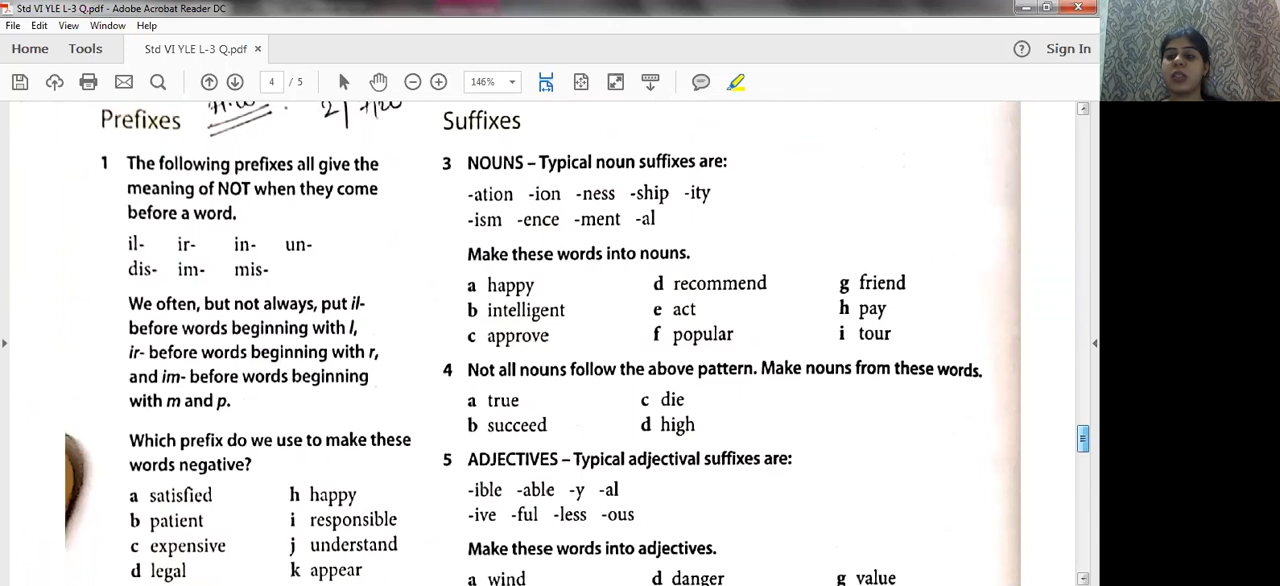 Std VI YLE L-3 Q.pdf - Adobe Acrobat Reader DC
File Edit View Window Help
Home Tools Std VI YLE L-3 Q.pdf × Sign In
4 / 5 146%
Prefixes
1 The following prefixes all give the
meaning of NOT when they come
before a word.
il- ir- in- un-
dis- im- mis-
We often, but not always, put il-
before words beginning with l,
ir- before words beginning with r,
and im- before words beginning
with m and p.
Which prefix do we use to make these
words negative?
a satisfied h happy
b patient i responsible
c expensive j understand
d legal k appear
Suffixes
3 NOUNS – Typical noun suffixes are:
-ation -ion -ness -ship -ity
-ism -ence -ment -al
Make these words into nouns.
a happy d recommend g friend
b intelligent e act h pay
c approve f popular i tour
4 Not all nouns follow the above pattern. Make nouns from these words.
a true c die
b succeed d high
5 ADJECTIVES – Typical adjectival suffixes are:
-ible -able -y -al
-ive -ful -less -ous
Make these words into adjectives.
a wind d danger g value